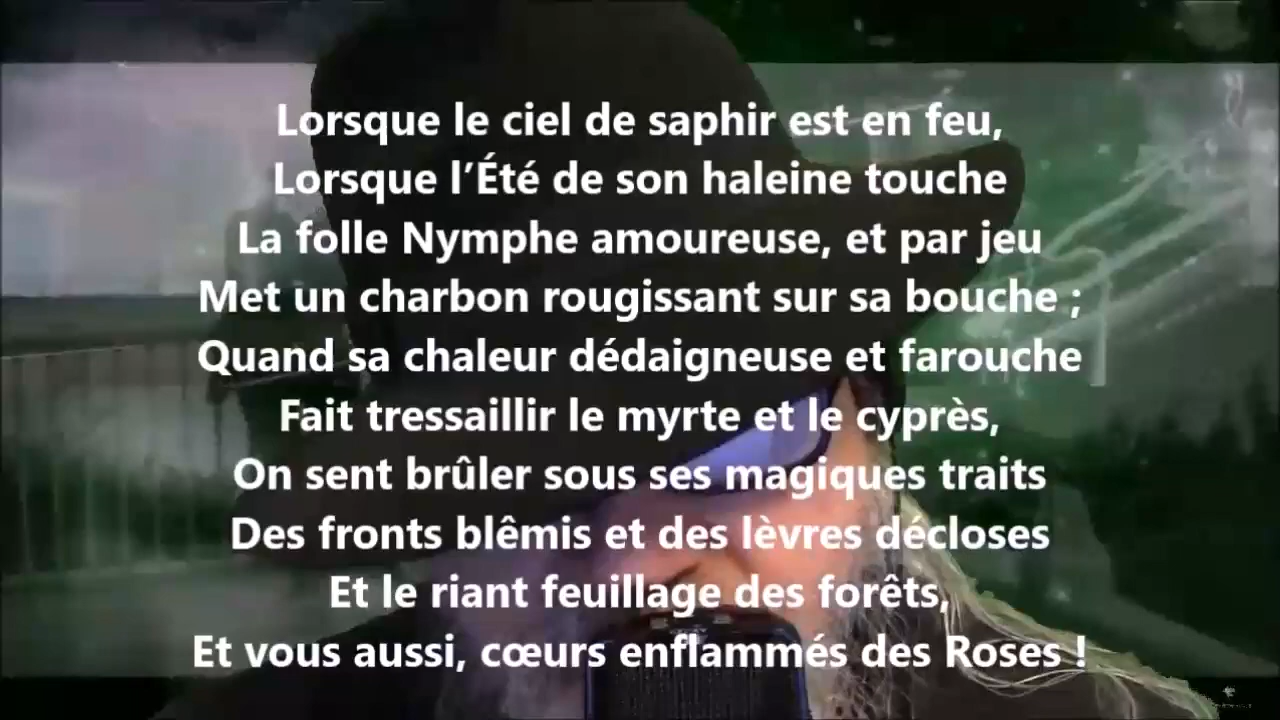 Lorsque le ciel de saphir est en feu,
Lorsque l’Été de son haleine touche
La folle Nymphe amoureuse, et par jeu
Met un charbon rougissant sur sa bouche ;
Quand sa chaleur dédaigneuse et farouche
Fait tressaillir le myrte et le cyprès,
On sent brûler sous ses magiques traits
Des fronts blêmis et des lèvres décloses
Et le riant feuillage des forêts,
Et vous aussi, cœurs enflammés des Roses !